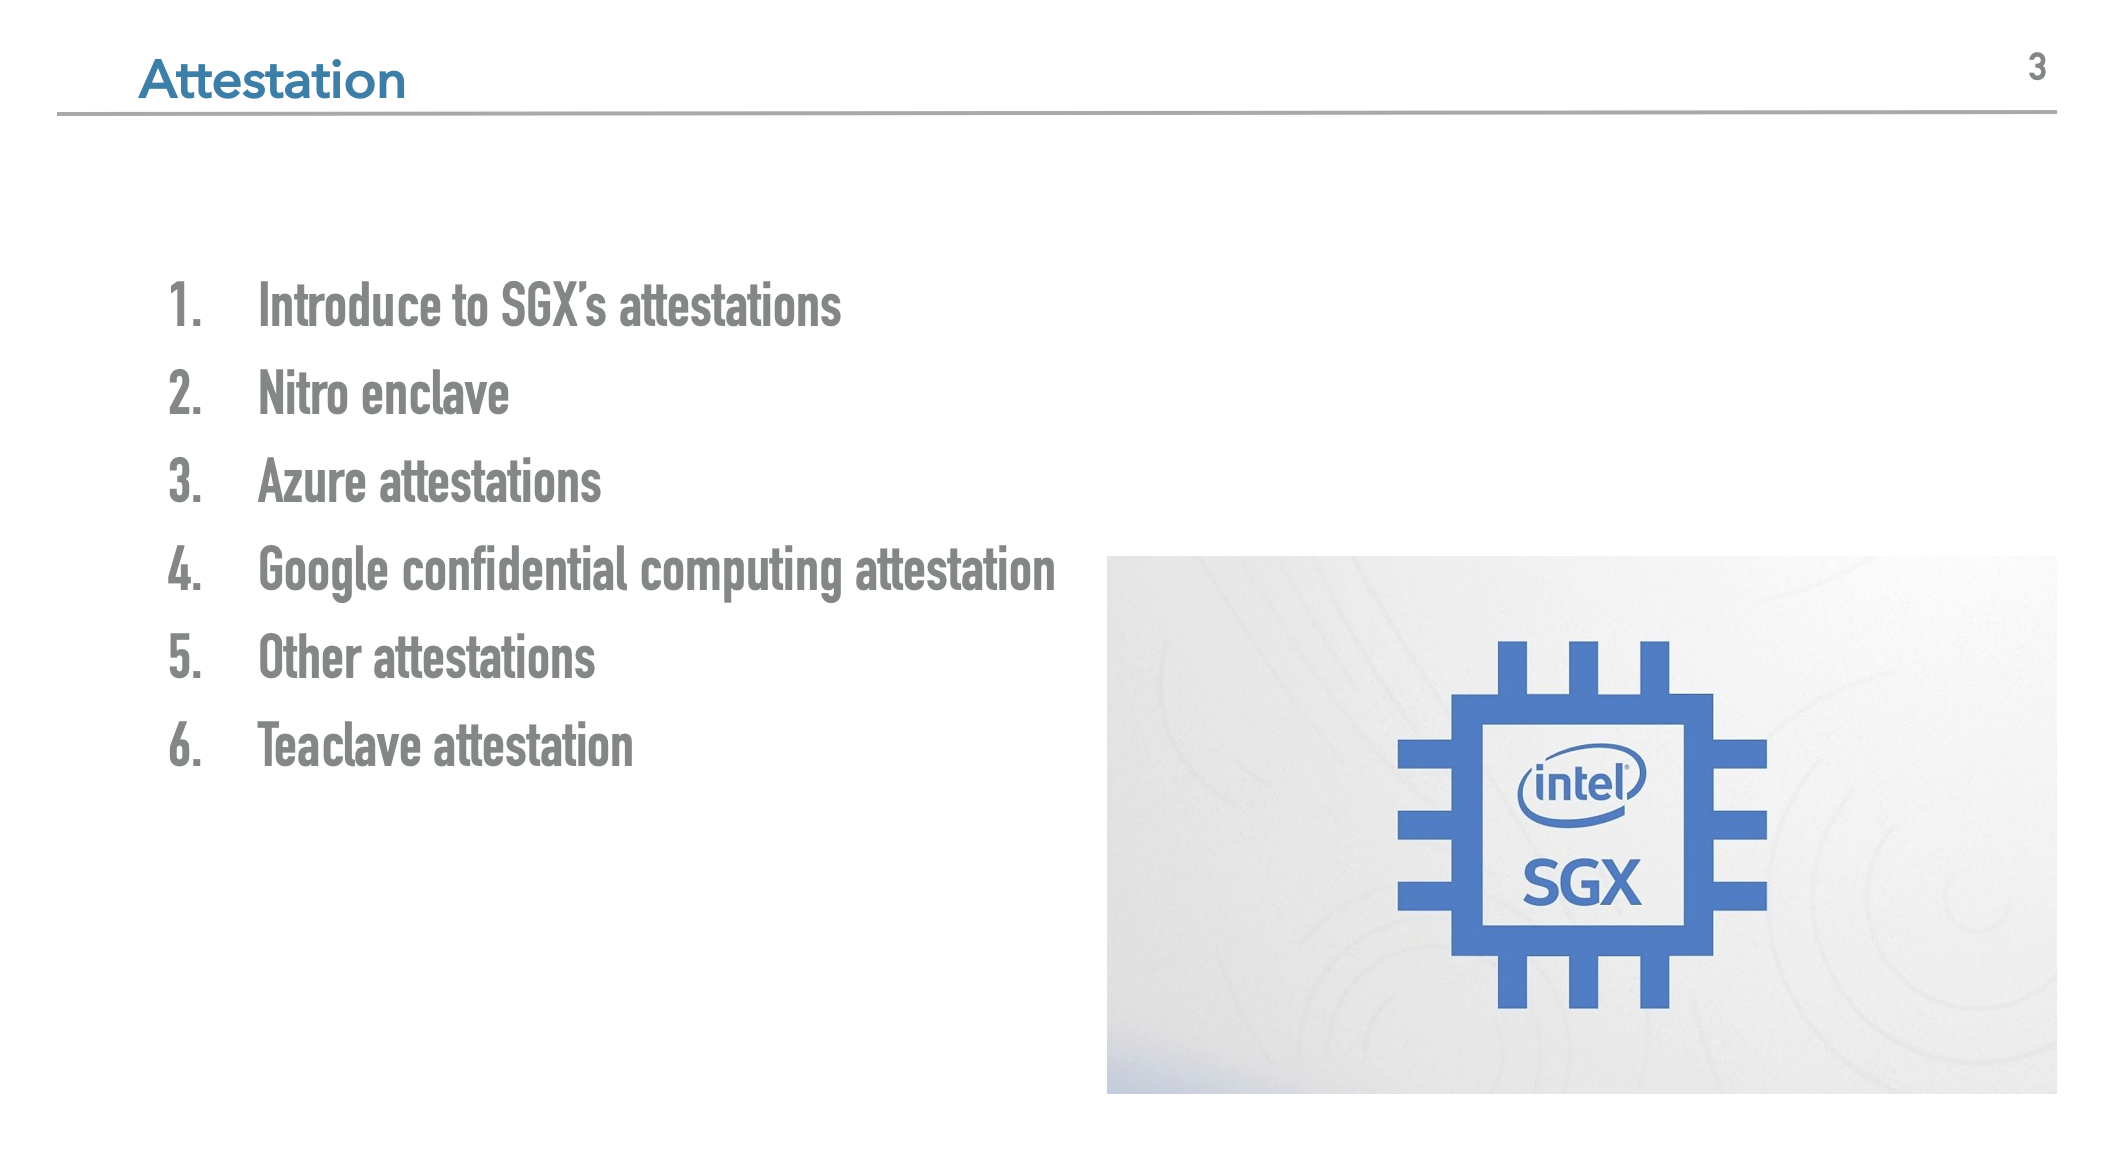 Attestation
3
1. Introduce to SGX’s attestations
2. Nitro enclave
3. Azure attestations
4. Google confidential computing attestation
5. Other attestations
6. Teaclave attestation
intel®
SGX